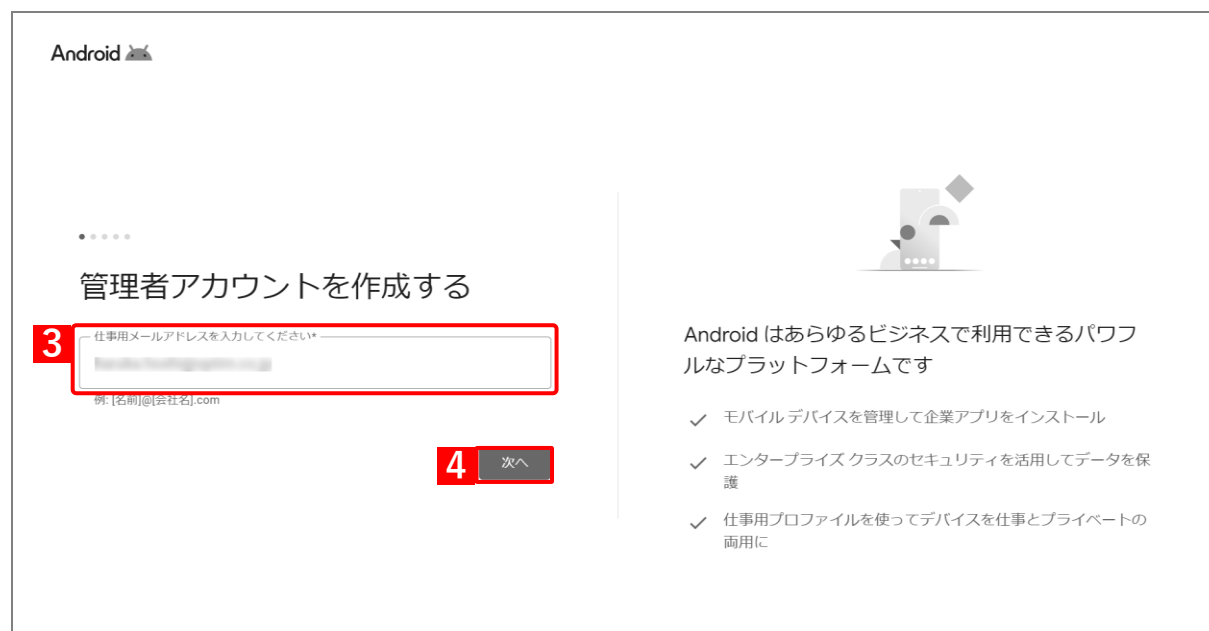 Android
管理者アカウントを作成する
3
仕事用メールアドレスを入力してください*
例: [名前]@[会社名].com
4
次へ
Android はあらゆるビジネスで利用できるパワフ
ルなプラットフォームです
モバイル デバイスを管理して企業アプリをインストール
エンタープライズ クラスのセキュリティを活用してデータを保
護
仕事用プロファイルを使ってデバイスを仕事とプライベートの
両用に